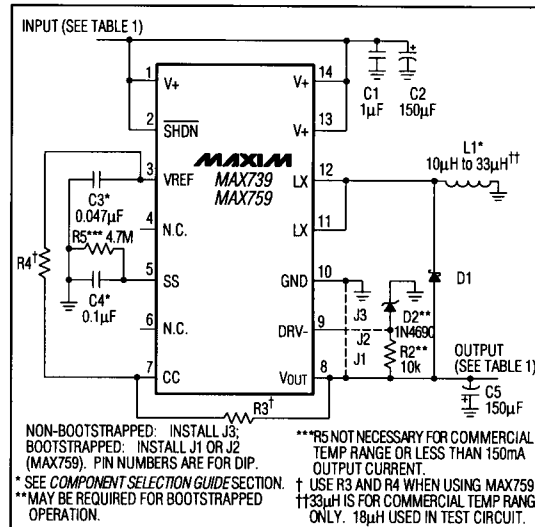 INPUT (SEE TABLE 1)
1 V+
V+ 14
C1
1µF
C2
150µF
2 SHDN
V+ 13
MAXIM
MAX739
MAX759
3 VREF
LX 12
L1*
10µH to 33µH††
C3*
0.047µF
4 N.C.
LX 11
R5*** 4.7M
R4†
5 SS
GND 10
D1
C4*
0.1µF
J3
D2**
1N4690
6 N.C.
DRV- 9
J2
J1
R2**
10k
OUTPUT
(SEE TABLE 1)
7 CC
VOUT 8
C5
150µF
R3†
NON-BOOTSTRAPPED: INSTALL J3;
BOOTSTRAPPED: INSTALL J1 OR J2
(MAX759). PIN NUMBERS ARE FOR DIP.
* SEE COMPONENT SELECTION GUIDE SECTION.
**MAY BE REQUIRED FOR BOOTSTRAPPED
OPERATION.
***R5 NOT NECESSARY FOR COMMERCIAL
TEMP RANGE OR LESS THAN 150mA
OUTPUT CURRENT.
† USE R3 AND R4 WHEN USING MAX759
††33µH IS FOR COMMERCIAL TEMP RANG
ONLY. 18µH USED IN TEST CIRCUIT.